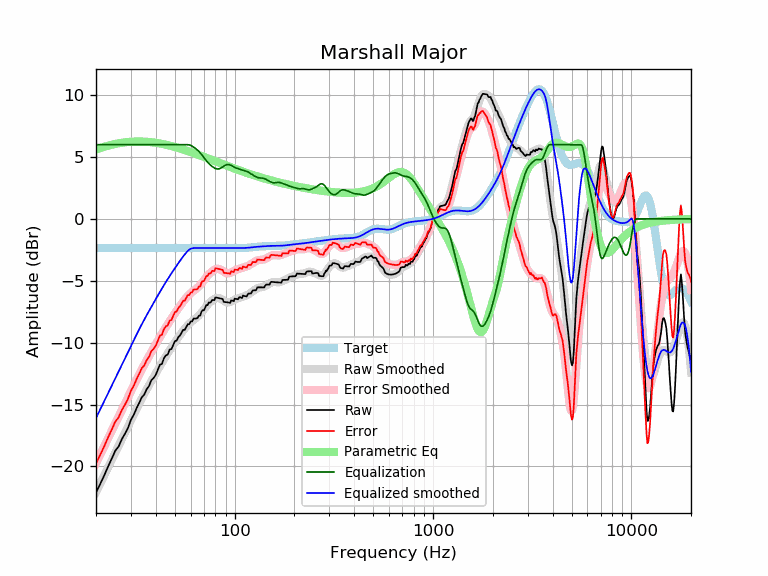 Marshall Major
Amplitude (dBr)
10
5
0
−5
−10
−15
−20
Target
Raw Smoothed
Error Smoothed
Raw
Error
Parametric Eq
Equalization
Equalized smoothed
100
1000
10000
Frequency (Hz)